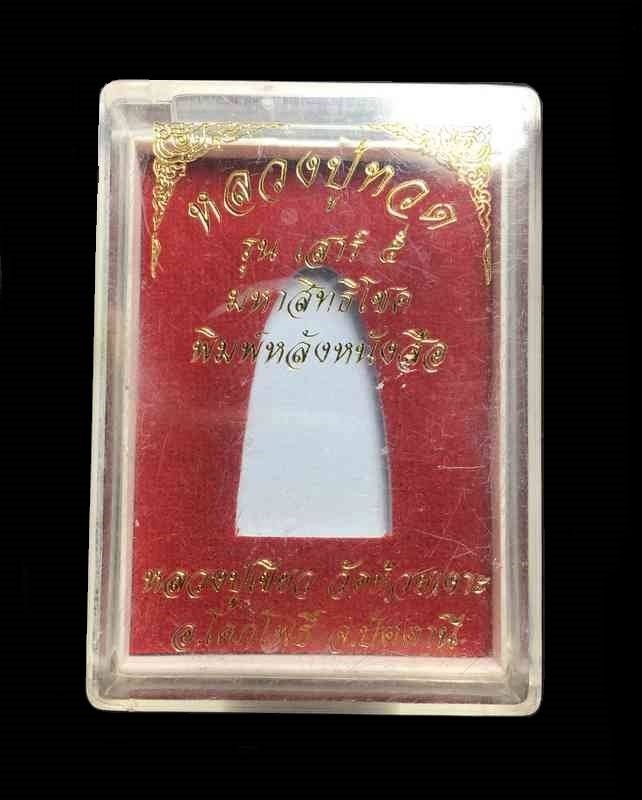 หลวงปู่ทวด
รุ่น เสาร์ ๕
มหาสิทธิโชค
พิมพ์หลังหนังสือ
หลวงปู่เขียว วัดห้วยเงาะ
อ.โคกโพธิ์ จ.ปัตตานี